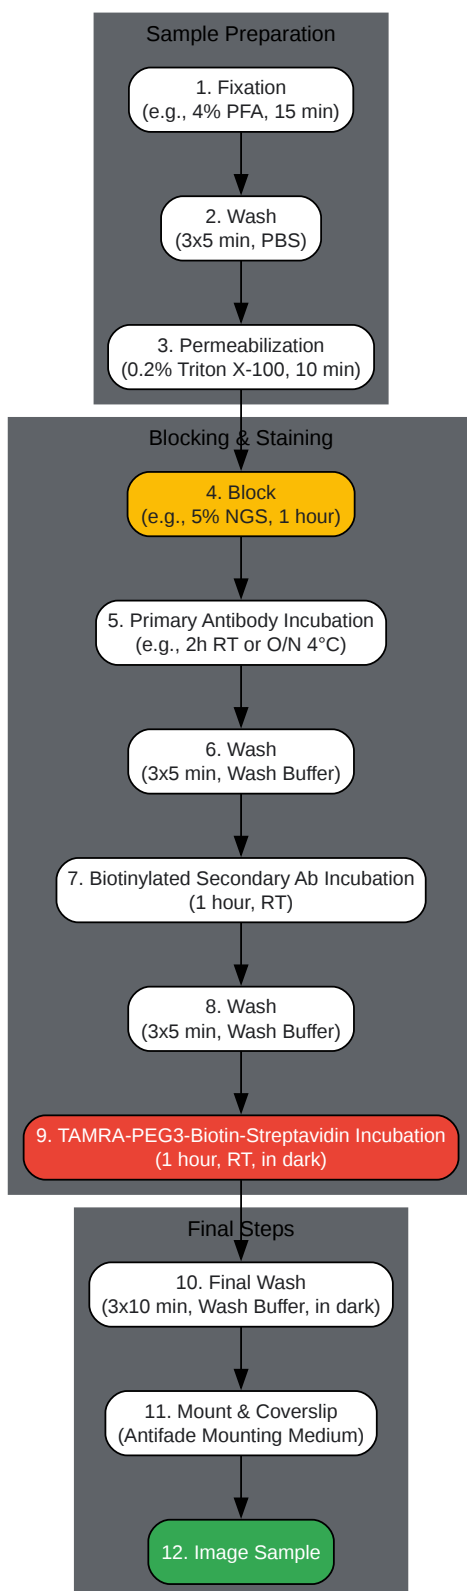 Sample Preparation
1. Fixation
(e.g., 4% PFA, 15 min)
2. Wash
(3x5 min, PBS)
3. Permeabilization
(0.2% Triton X-100, 10 min)
Blocking & Staining
4. Block
(e.g., 5% NGS, 1 hour)
5. Primary Antibody Incubation
(e.g., 2h RT or O/N 4°C)
6. Wash
(3x5 min, Wash Buffer)
7. Biotinylated Secondary Ab Incubation
(1 hour, RT)
8. Wash
(3x5 min, Wash Buffer)
9. TAMRA-PEG3-Biotin-Streptavidin Incubation
(1 hour, RT, in dark)
Final Steps
10. Final Wash
(3x10 min, Wash Buffer, in dark)
11. Mount & Coverslip
(Antifade Mounting Medium)
12. Image Sample